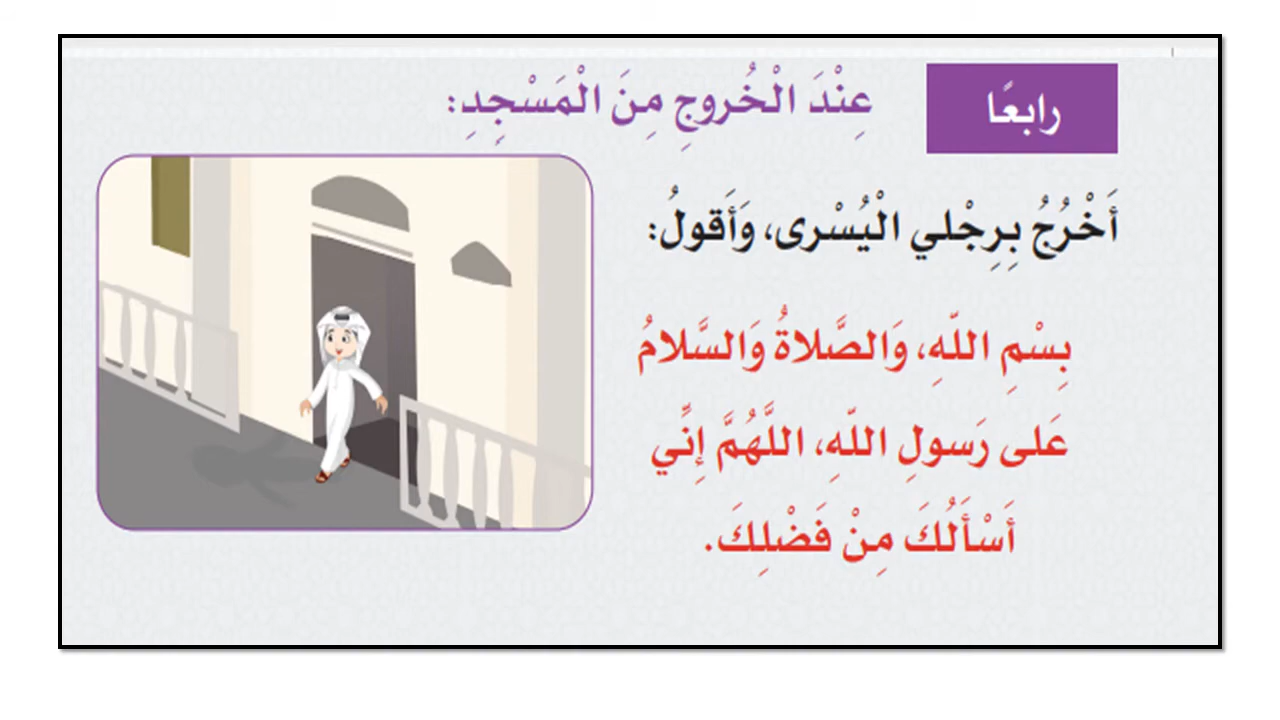 رابعًا
عِنْدَ الْخُروجِ مِنَ الْمَسْجِدِ:
أَخْرُجُ بِرِجْلي الْيُسْرى، وَأَقولُ:
بِسْمِ اللّهِ، وَالصَّلاةُ وَالسَّلامُ
عَلى رَسولِ اللّهِ، اللَّهُمَّ إِنِّي
أَسْأَلُكَ مِنْ فَضْلِكَ.